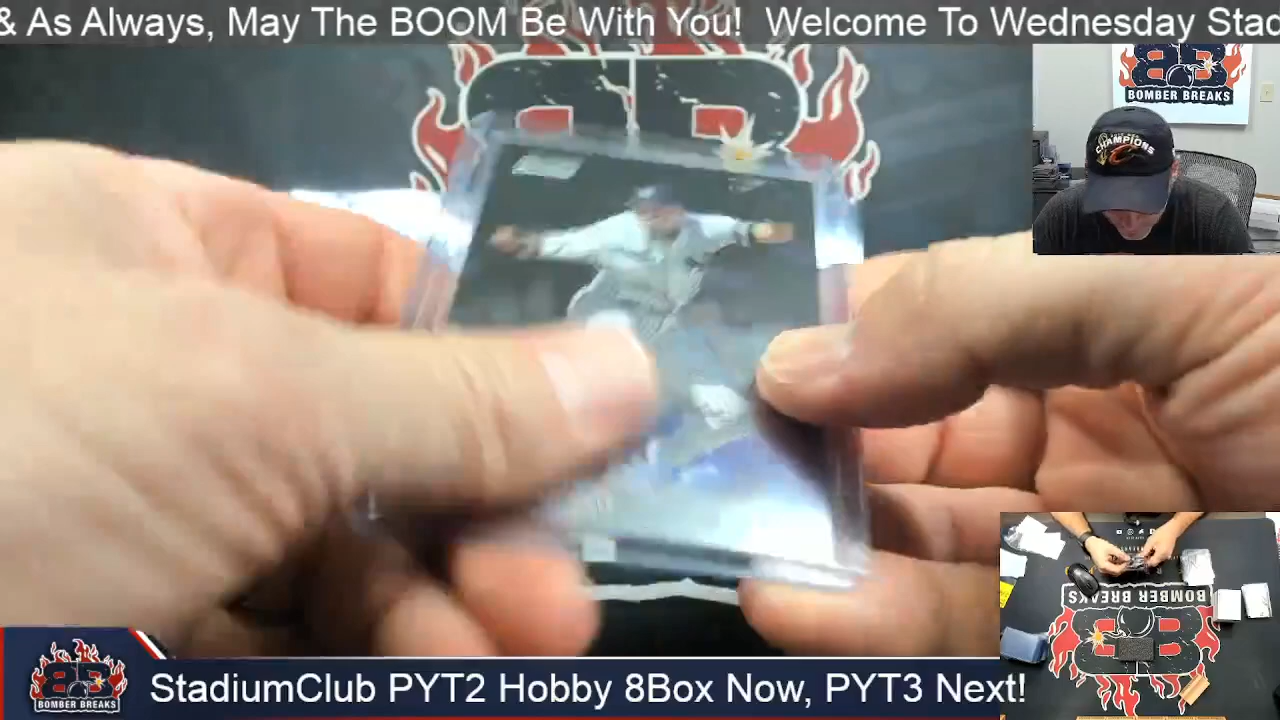 & As Always, May The BOOM Be With You!  Welcome To Wednesday Stad
BOMBER BREAKS
CHAMPIONS
BOMBER BREAKS
BOMBER BREAKS
StadiumClub PYT2 Hobby 8Box Now, PYT3 Next!